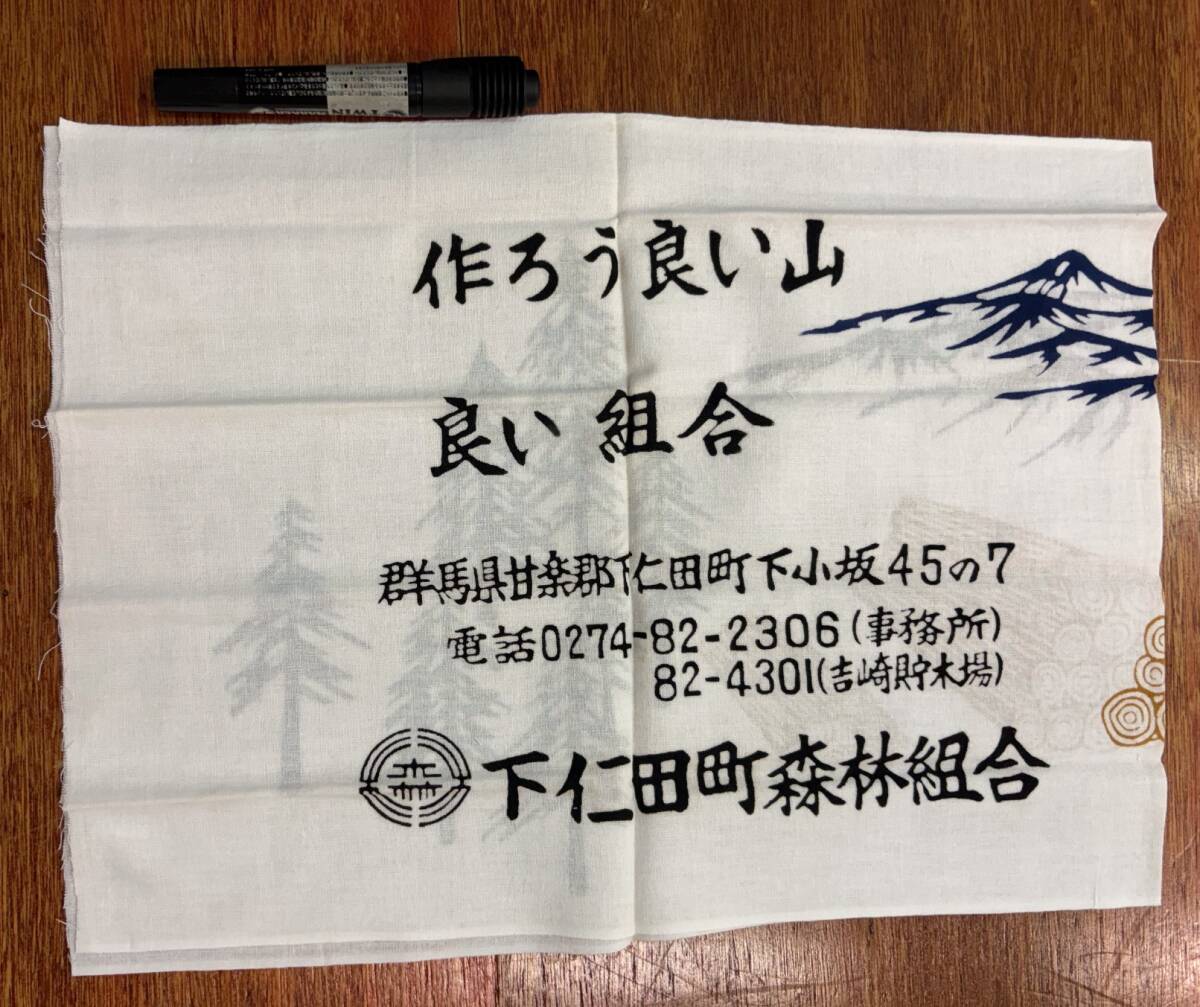 TWIN
作ろう良い山
良い組合
群馬県甘楽郡下仁田町下小坂45の7
電話0274-82-2306(事務所)
82-4301(吉崎貯木場)
下仁田町森林組合